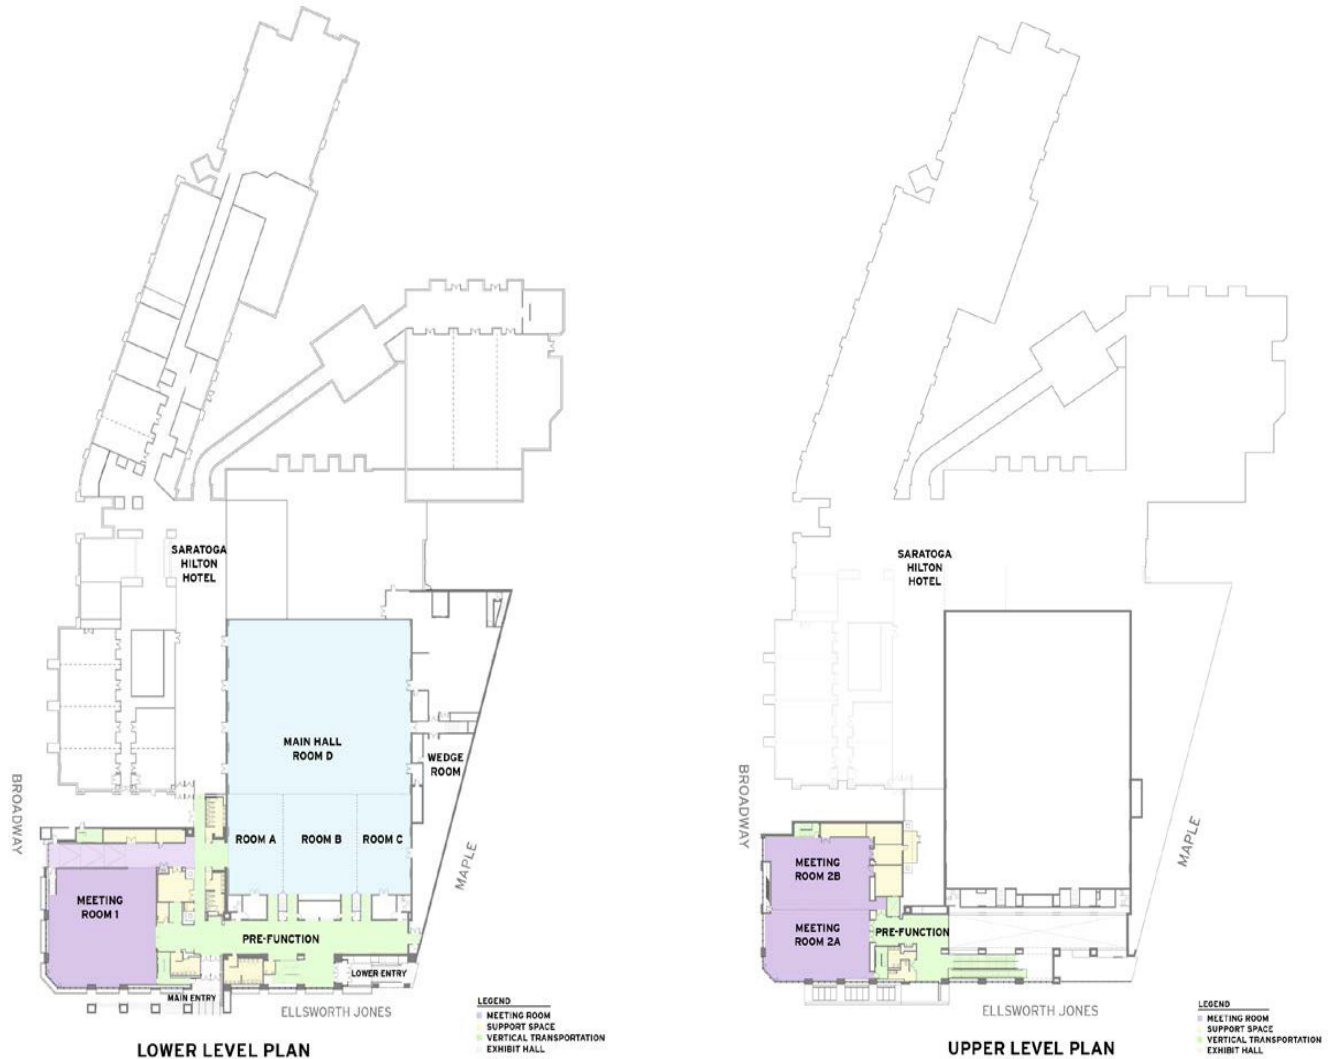 SARATOGA
HILTON
HOTEL
MAIN HALL
ROOM D
WEDGE
ROOM
BROADWAY
ROOM A
ROOM B
ROOM C
MAPLE
MEETING
ROOM 1
PRE-FUNCTION
LOWER ENTRY
MAIN ENTRY
ELLSWORTH JONES
LEGEND
MEETING ROOM
SUPPORT SPACE
VERTICAL TRANSPORTATION
EXHIBIT HALL
LOWER LEVEL PLAN
SARATOGA
HILTON
HOTEL
BROADWAY
MAPLE
MEETING
ROOM 2B
MEETING
ROOM 2A
PRE-FUNCTION
ELLSWORTH JONES
LEGEND
MEETING ROOM
SUPPORT SPACE
VERTICAL TRANSPORTATION
EXHIBIT HALL
UPPER LEVEL PLAN